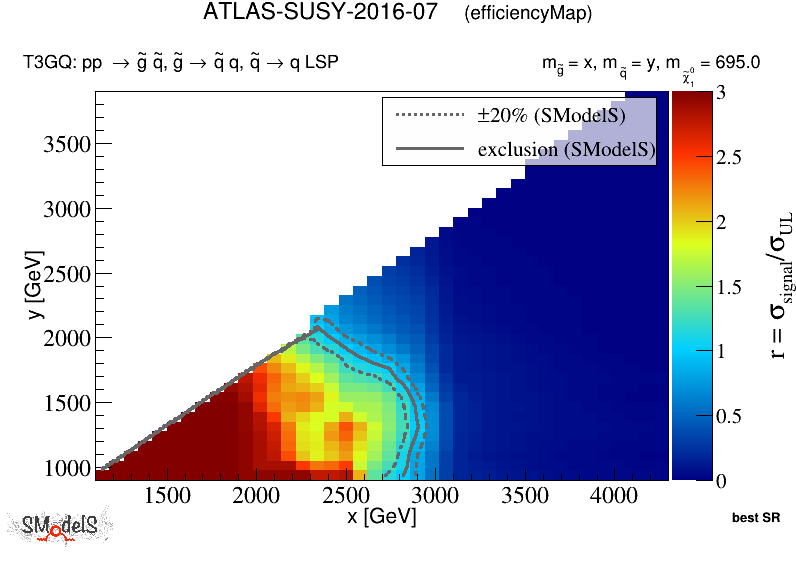 ATLAS-SUSY-2016-07 (efficiencyMap)
T3GQ: pp → g̃ q̃, g̃ → q̃ q, q̃ → q LSP
m_g̃ = x, m_q̃ = y, m_χ̃₁⁰ = 695.0
±20% (SModelS)
exclusion (SModelS)
y [GeV]
3500
3000
2500
2000
1500
1000
1500 2000 2500 3000 3500 4000
x [GeV]
3
2.5
2
1.5
1
0.5
0
r = σ_signal/σ_UL
SModelS
best SR